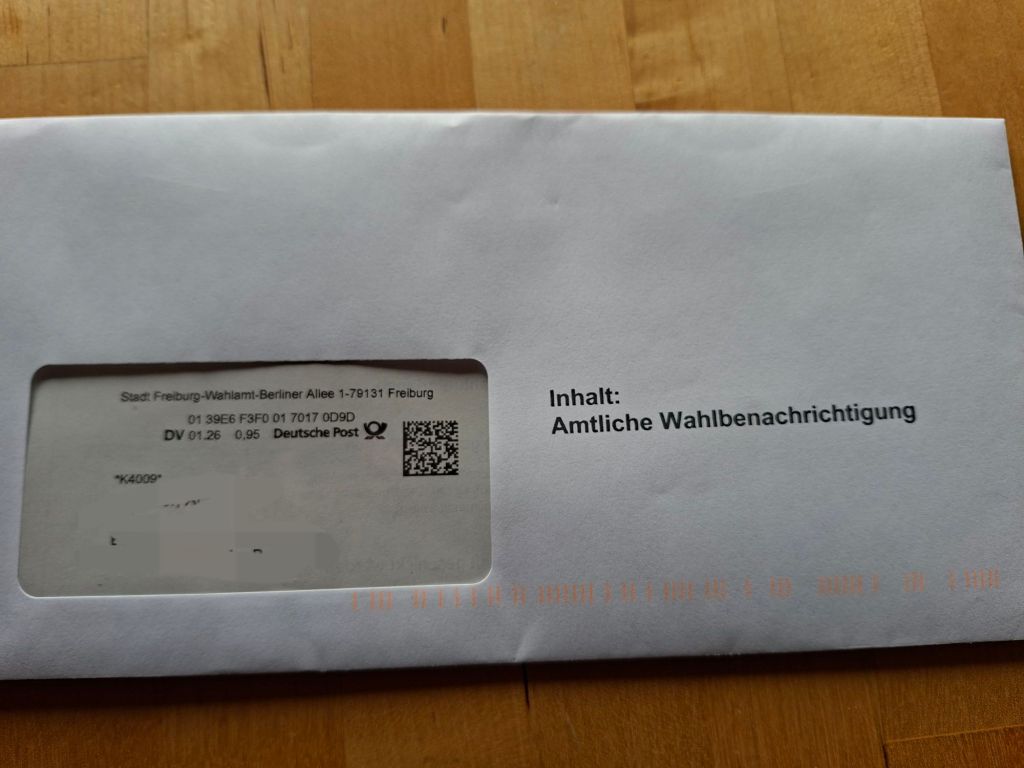 Stadt Freiburg-Wahlamt-Berliner Allee 1-79131 Freiburg
01 39E6 F3F0 01 7017 0D9D
DV 01.26 0,95 Deutsche Post
*K4009*
Inhalt:
Amtliche Wahlbenachrichtigung